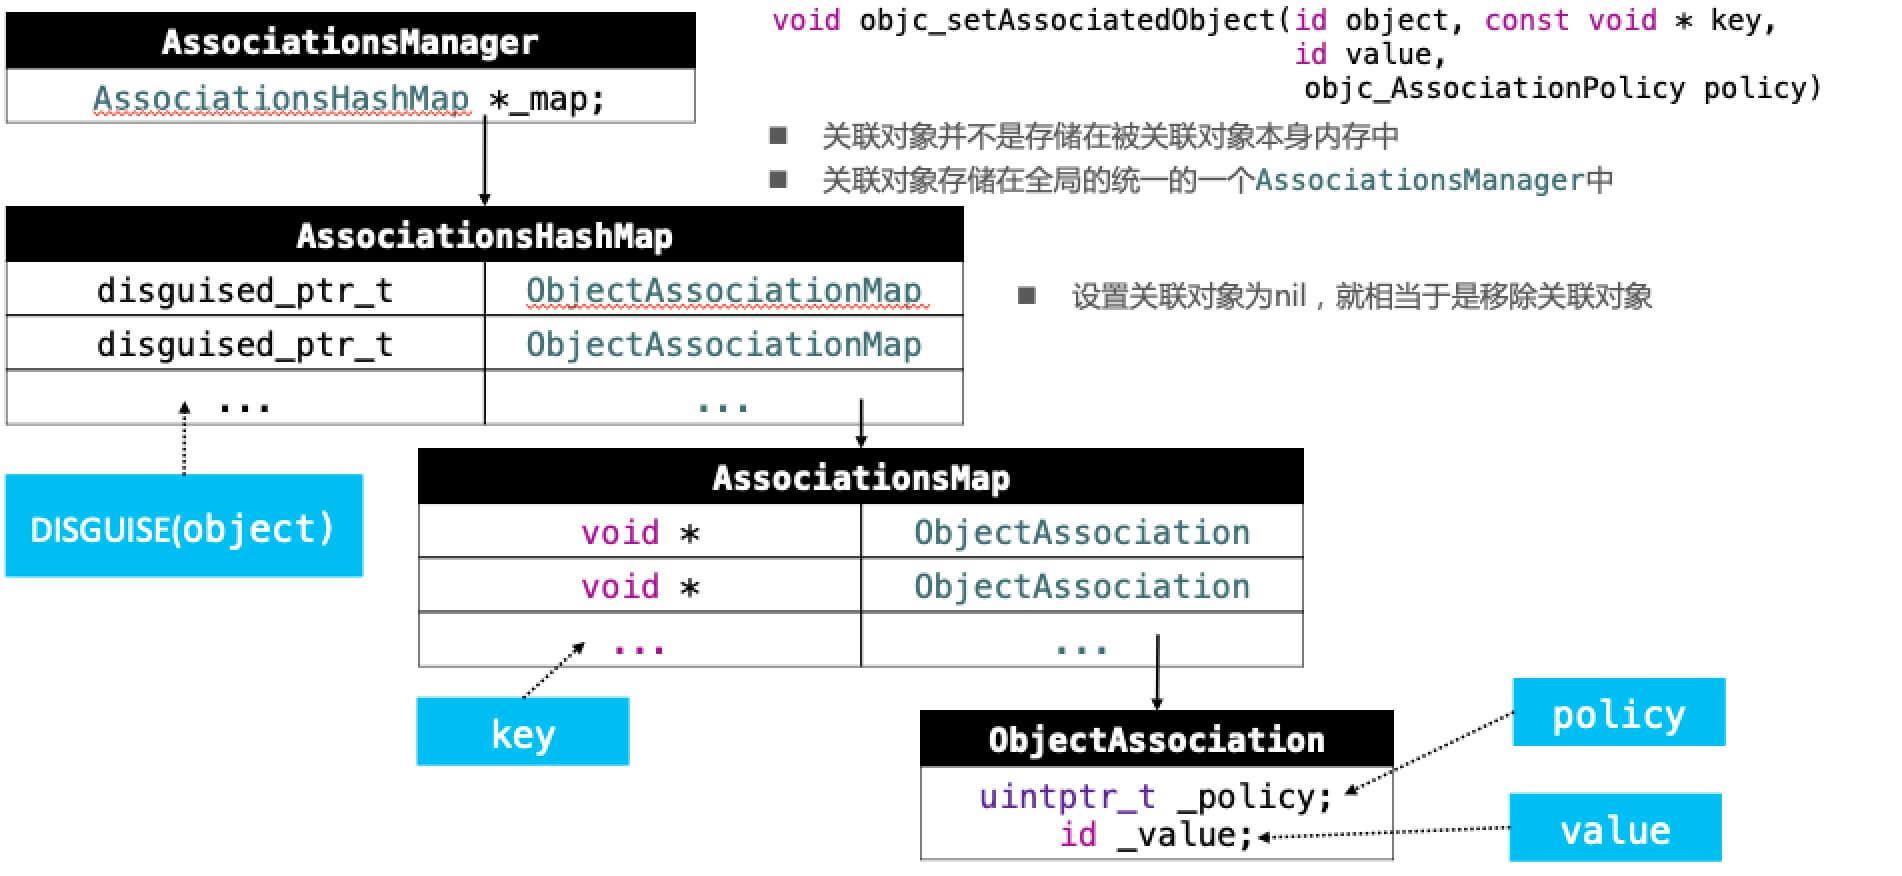 AssociationsManager
AssociationsHashMap *_map;
void objc_setAssociatedObject(id object, const void * key,
id value,
objc_AssociationPolicy policy)
■ 关联对象并不是存储在被关联对象本身内存中
■ 关联对象存储在全局的统一的一个AssociationsManager中
AssociationsHashMap
disguised_ptr_t ObjectAssociationMap
disguised_ptr_t ObjectAssociationMap
... ...
■ 设置关联对象为nil，就相当于是移除关联对象
DISGUISE(object)
AssociationsMap
void * ObjectAssociation
void * ObjectAssociation
... ...
key
ObjectAssociation
uintptr_t _policy;
id _value;
policy
value